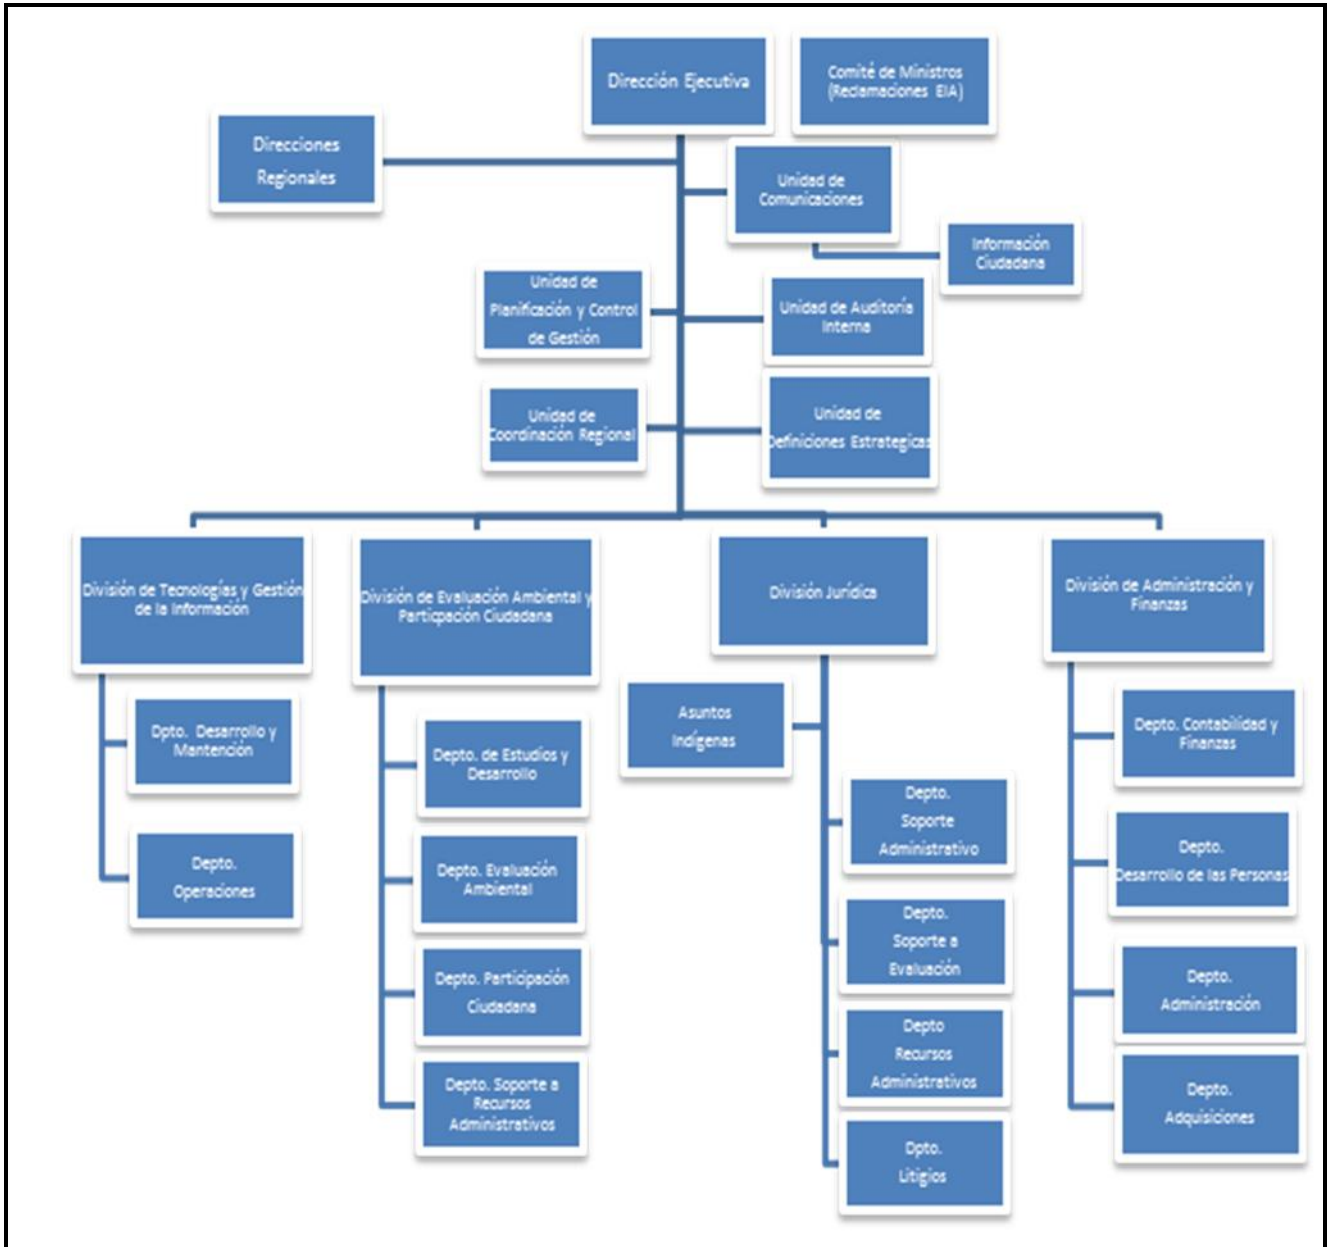 Dirección Ejecutiva
Comité de Ministros
(Reclamaciones EIA)
Direcciones
Regionales
Unidad de
Comunicaciones
Información
Ciudadana
Unidad de
Planificación y Control
de Gestión
Unidad de Auditoría
Interna
Unidad de
Coordinación Regional
Unidad de
Definiciones Estrategicas
División de Tecnologías y Gestión
de la Información
División de Evaluación Ambiental y
Particpación Ciudadana
División Jurídica
División de Administración y
Finanzas
Dpto. Desarrollo y
Mantención
Depto.
Operaciones
Depto. de Estudios y
Desarrollo
Depto. Evaluación
Ambiental
Depto. Participación
Ciudadana
Depto. Soporte a
Recursos
Administrativos
Asuntos
Indígenas
Depto.
Soporte
Administrativo
Depto.
Soporte a
Evaluación
Depto
Recursos
Administrativos
Dpto.
Litigios
Depto. Contabilidad y
Finanzas
Depto.
Desarrollo de las Personas
Depto.
Administración
Depto.
Adquisiciones